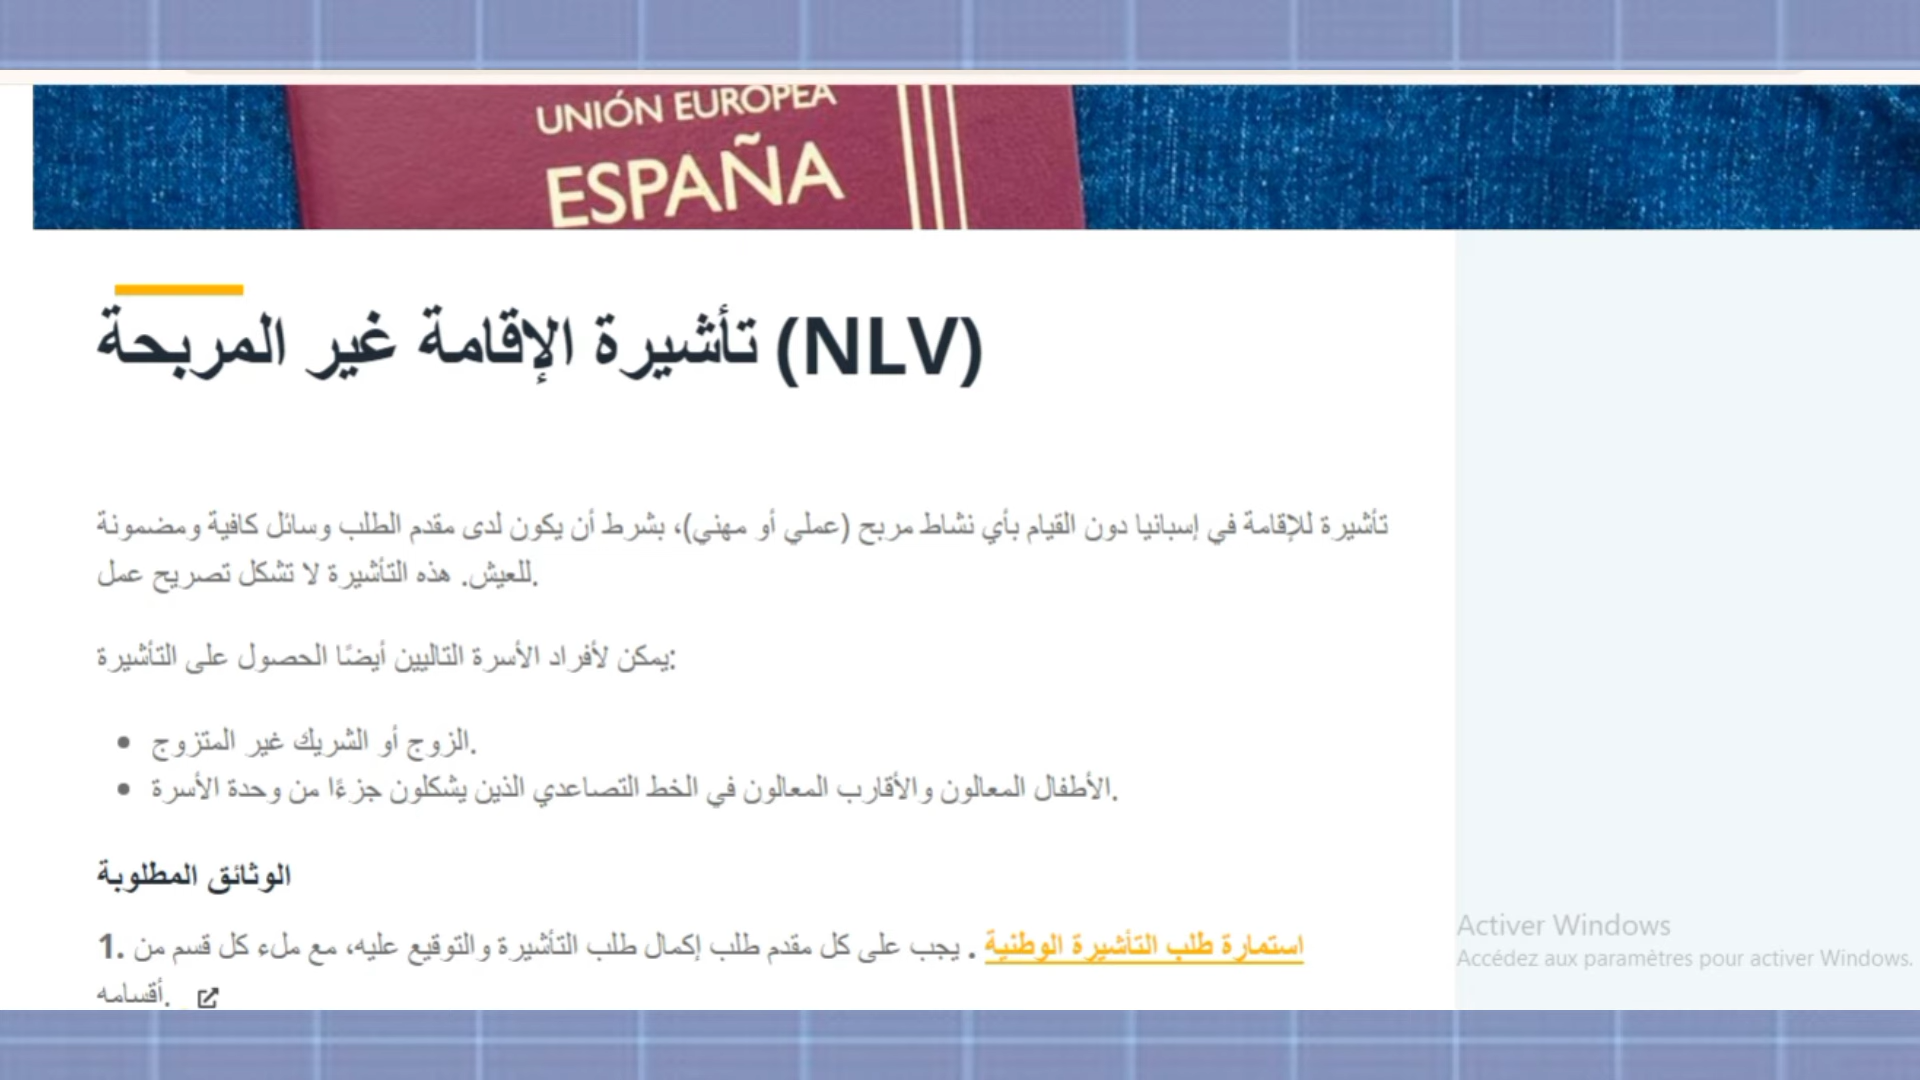 UNIÓN EUROPEA
ESPAÑA
تأشيرة الإقامة غير المربحة (NLV)
تأشيرة للإقامة في إسبانيا دون القيام بأي نشاط مربح (عملي أو مهني)، بشرط أن يكون لدى مقدم الطلب وسائل كافية ومضمونة
للعيش. هذه التأشيرة لا تشكل تصريح عمل.
يمكن لأفراد الأسرة التاليين أيضًا الحصول على التأشيرة:
• الزوج أو الشريك غير المتزوج.
• الأطفال المعالون والأقارب المعالون في الخط التصاعدي الذين يشكلون جزءًا من وحدة الأسرة.
الوثائق المطلوبة
1. استمارة طلب التأشيرة الوطنية . يجب على كل مقدم طلب إكمال طلب التأشيرة والتوقيع عليه، مع ملء كل قسم من
أقسامه.
Activer Windows
Accédez aux paramètres pour activer Windows.